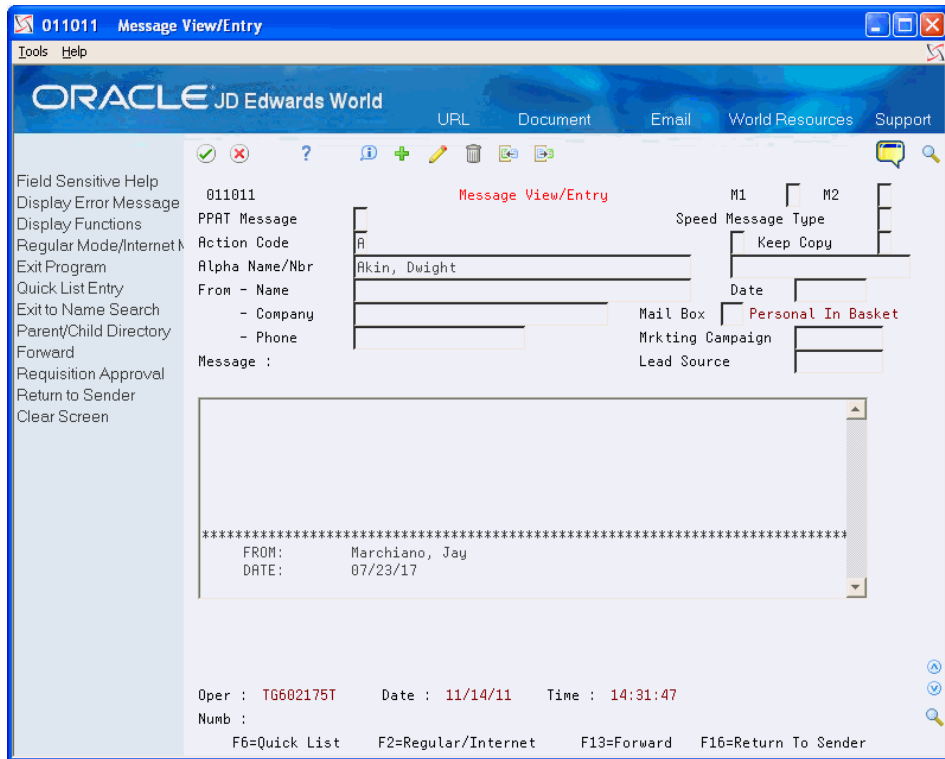 011011 Message View/Entry
Tools Help
ORACLE JD Edwards World
URL Document Email World Resources Support
Field Sensitive Help
Display Error Message
Display Functions
Regular Mode/Internet M
Exit Program
Quick List Entry
Exit to Name Search
Parent/Child Directory
Forward
Requisition Approval
Return to Sender
Clear Screen
011011 Message View/Entry M1 M2
PPAT Message Speed Message Type
Action Code A Keep Copy
Alpha Name/Nbr Akin, Dwight
From - Name Date
- Company Mail Box Personal In Basket
- Phone Mrkting Campaign
Message : Lead Source
******************************************************************************
FROM: Marchiano, Jay
DATE: 07/23/17
Oper : TG602175T Date : 11/14/11 Time : 14:31:47
Numb :
F6=Quick List F2=Regular/Internet F13=Forward F16=Return To Sender